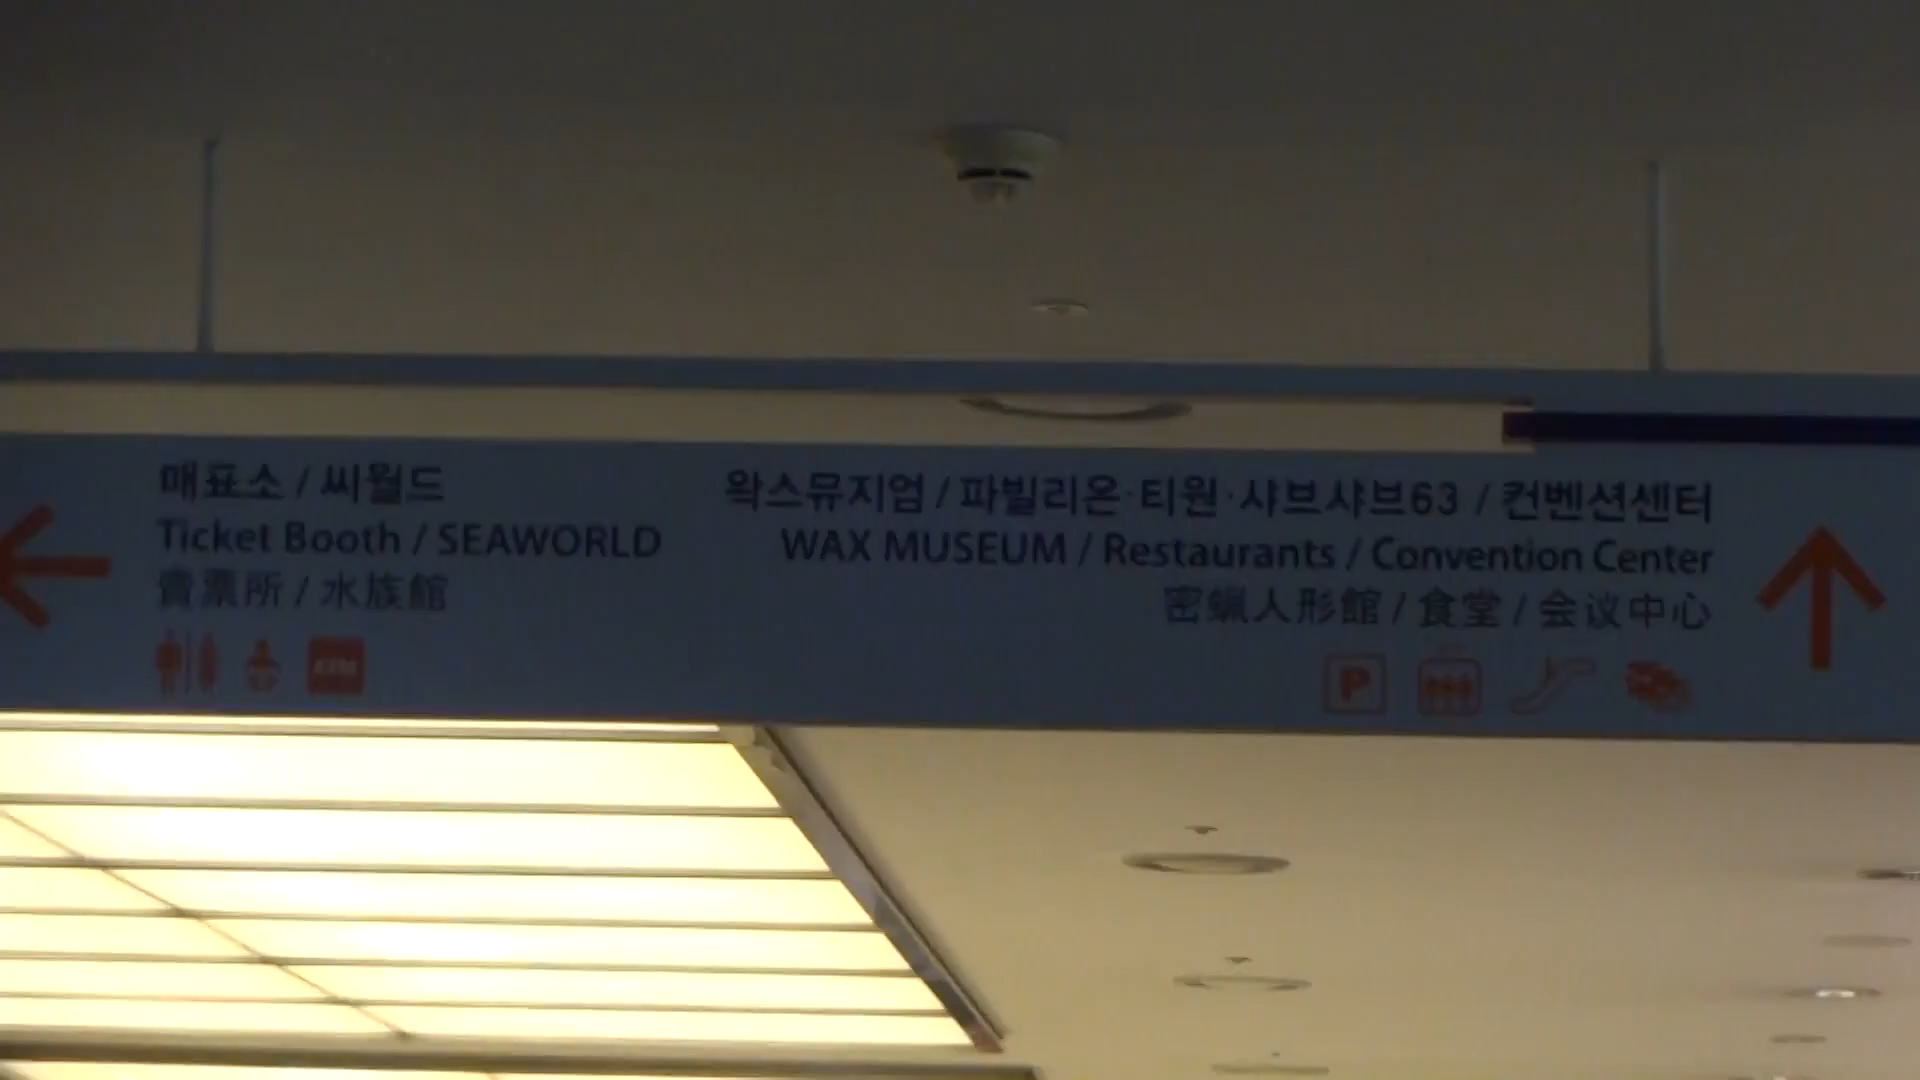 매표소 / 씨월드
Ticket Booth / SEAWORLD
賣票所 / 水族館
ATM
왁스뮤지엄 / 파빌리온·티원·샤브샤브63 / 컨벤션센터
WAX MUSEUM / Restaurants / Convention Center
密蝋人形館 / 食堂 / 会议中心
P